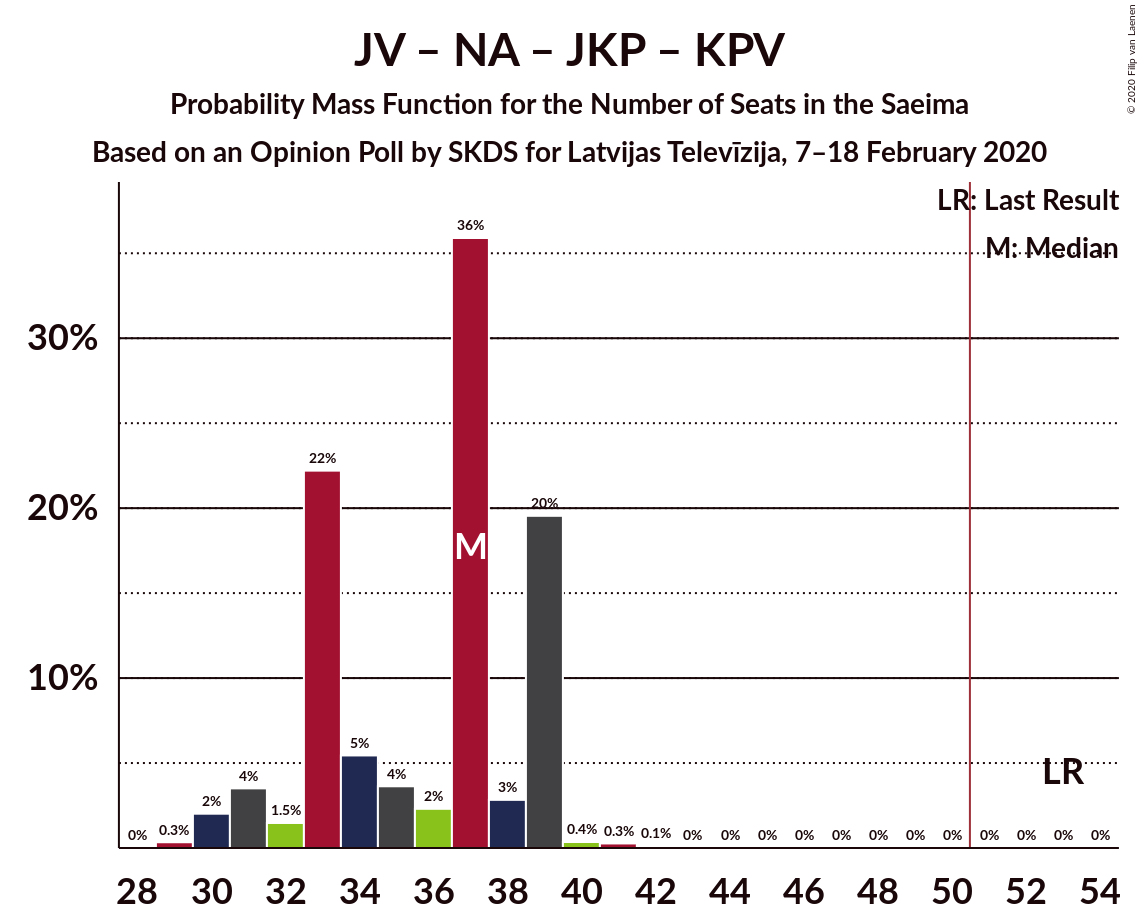 JV – NA – JKP – KPV
Probability Mass Function for the Number of Seats in the Saeima
Based on an Opinion Poll by SKDS for Latvijas Televīzija, 7–18 February 2020
© 2020 Filip van Laenen
LR: Last Result
M: Median
30%
20%
10%
0% 0.3% 2% 4% 1.5% 22% 5% 4% 2% 36% 3% 20% 0.4% 0.3% 0.1% 0% 0% 0% 0% 0% 0% 0% 0% 0% 0% 0% 0%
M
LR
28 30 32 34 36 38 40 42 44 46 48 50 52 54